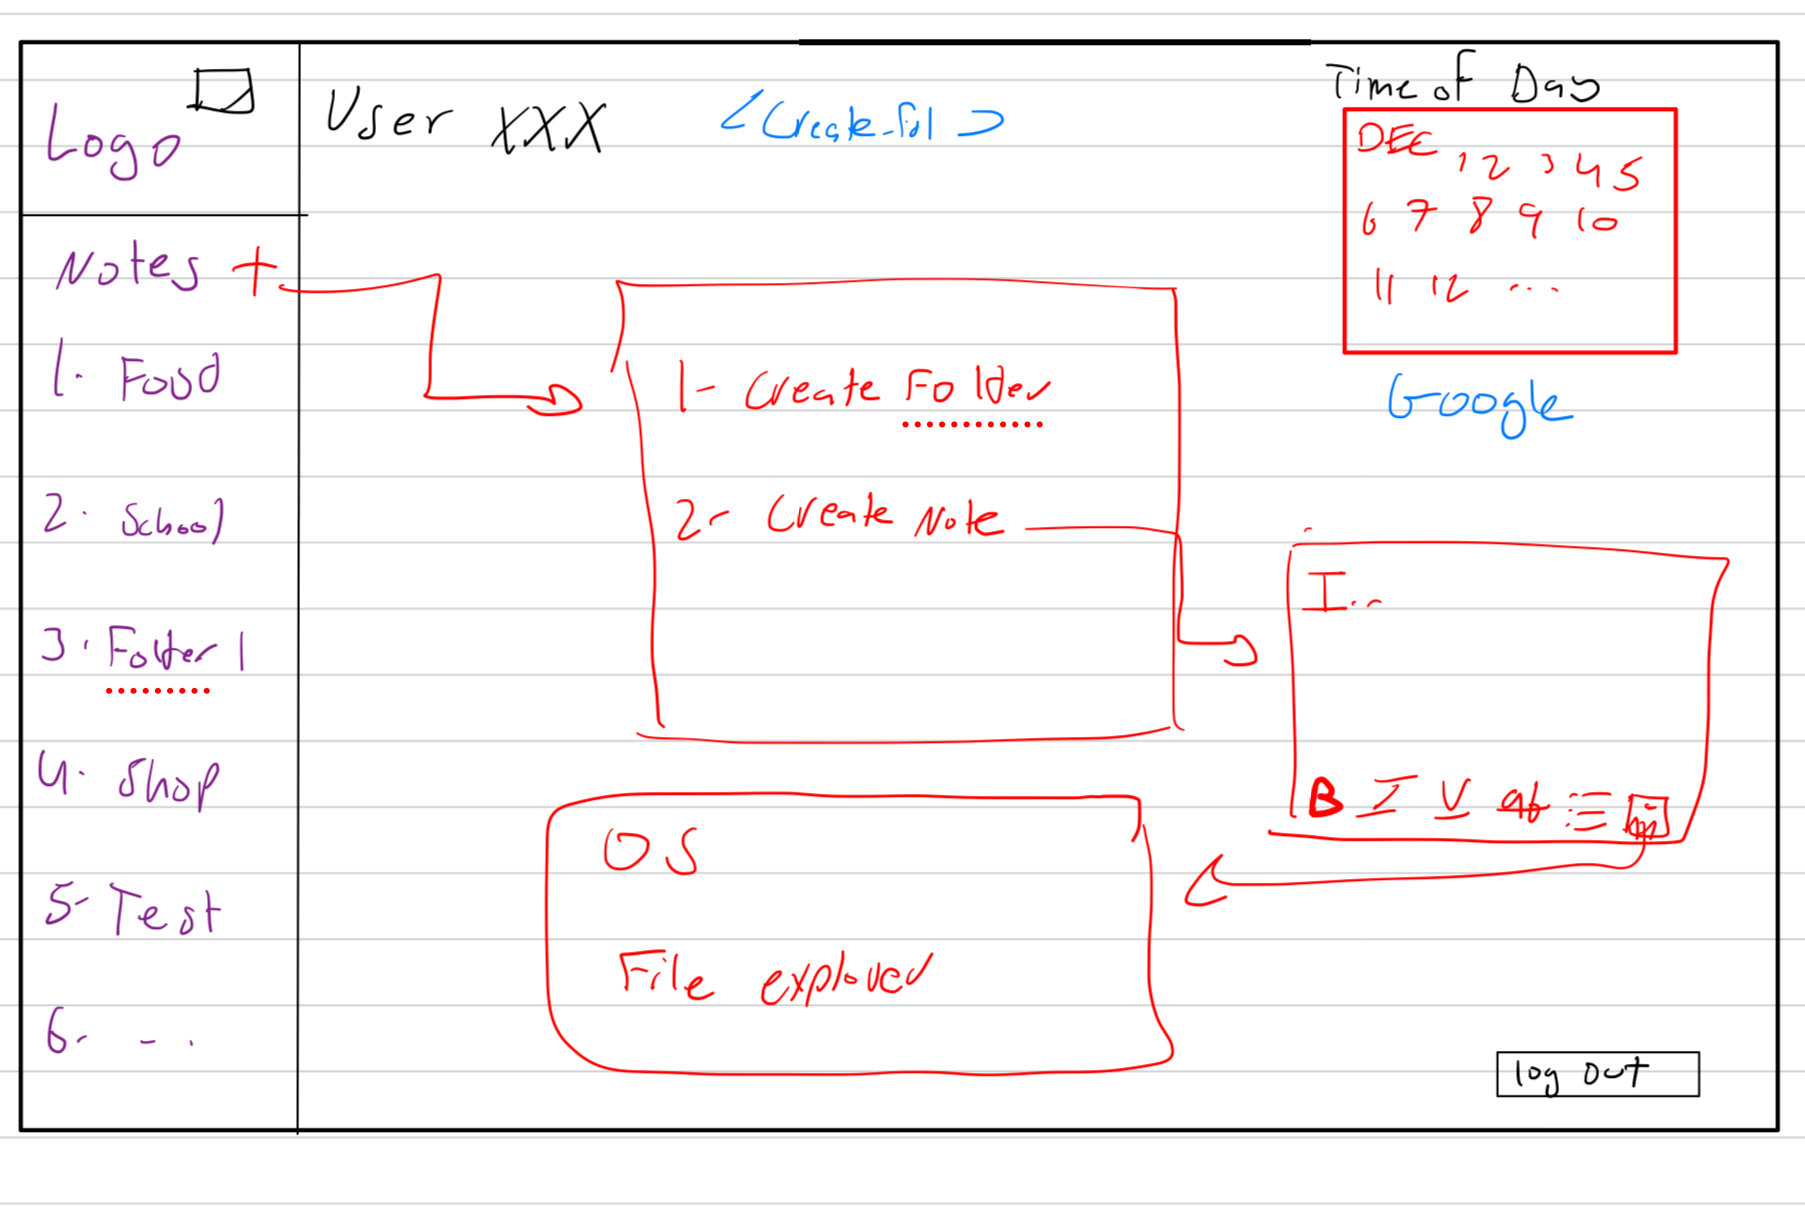 Logo
User XXX
<Create-fol>
Time of Day
DEC 1 2 3 4 5
6 7 8 9 10
11 12 ...
Google
Notes +
1. Food
2. School
3. Folder 1
4. Shop
5- Test
6- - .
1- Create Folder
2- Create Note
I..
B I U ab
OS
File explorer
log out